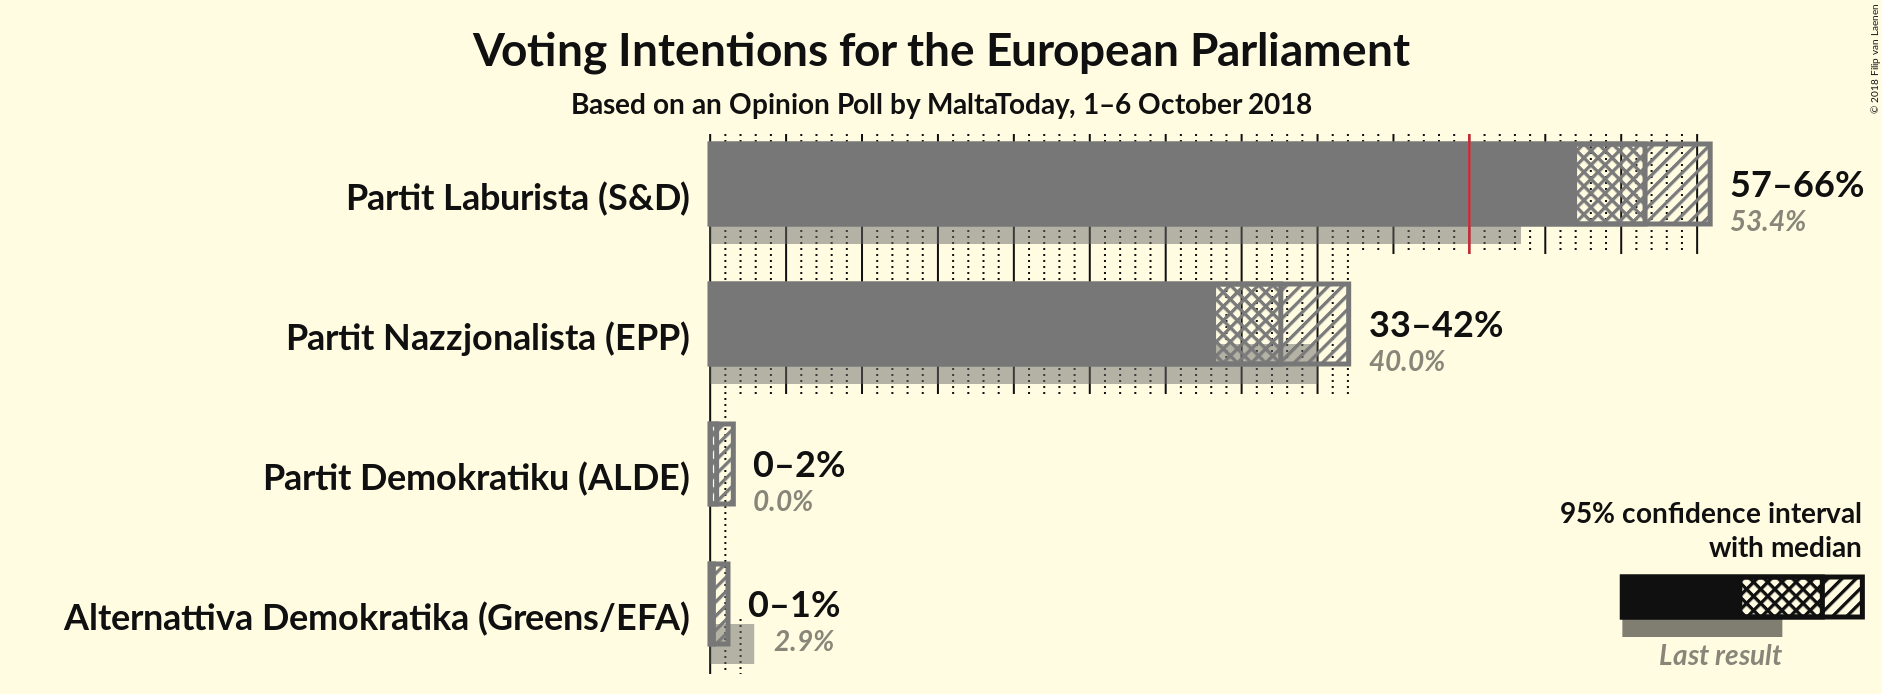 Voting Intentions for the European Parliament
Based on an Opinion Poll by MaltaToday, 1–6 October 2018
© 2018 Filip van Laenen
Partit Laburista (S&D)
57–66%
53.4%
Partit Nazzjonalista (EPP)
33–42%
40.0%
Partit Demokratiku (ALDE)
0–2%
0.0%
Alternattiva Demokratika (Greens/EFA)
0–1%
2.9%
95% confidence interval
with median
Last result